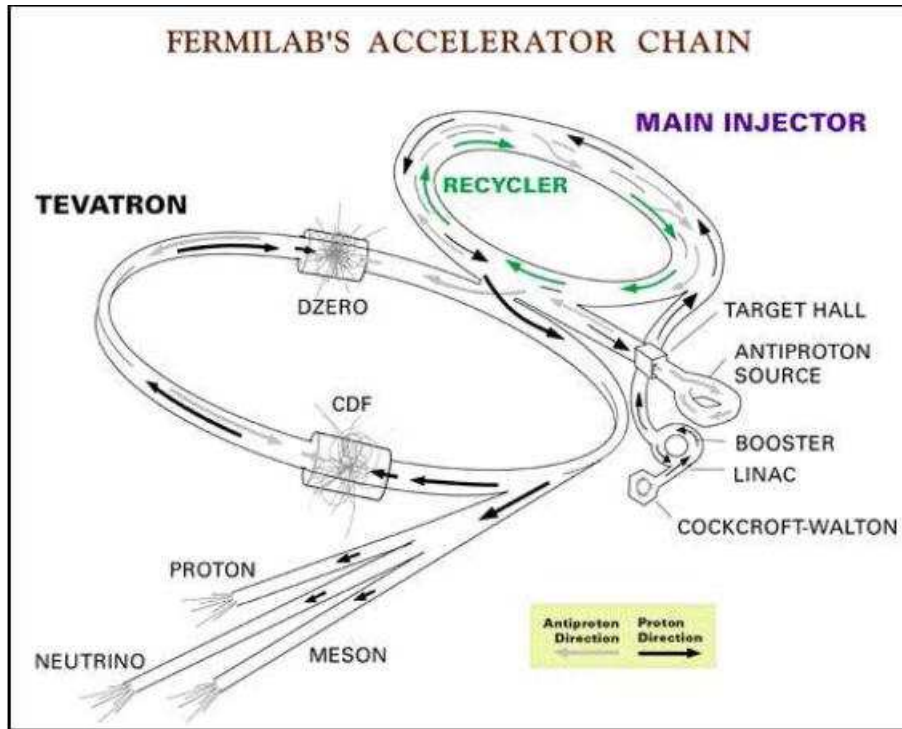 FERMILAB'S ACCELERATOR CHAIN
MAIN INJECTOR
RECYCLER
TEVATRON
DZERO
TARGET HALL
ANTIPROTON
SOURCE
CDF
BOOSTER
LINAC
COCKCROFT-WALTON
PROTON
NEUTRINO
MESON
Antiproton Proton
Direction Direction